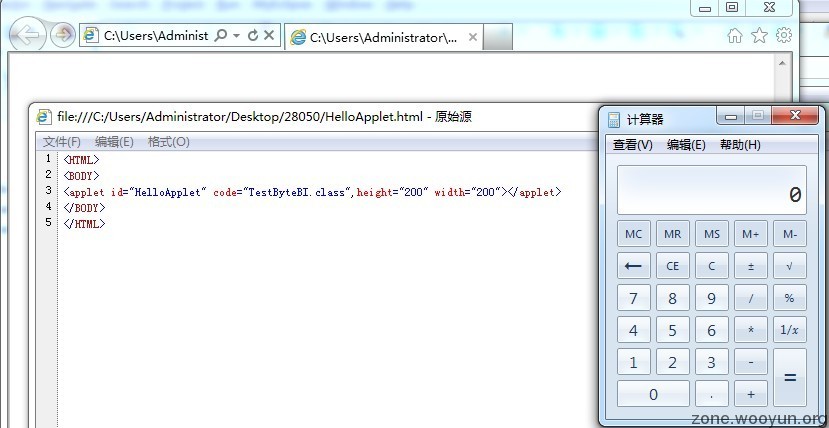 C:\Users\Administ
C:\Users\Administrator\...
file:///C:/Users/Administrator/Desktop/28050/HelloApplet.html - 原始源
文件(F) 编辑(E) 格式(O)
1 <HTML>
2 <BODY>
3 <applet id="HelloApplet" code="TestByteBI.class",height="200" width="200"></applet>
4 </BODY>
5 </HTML>
计算器
查看(V) 编辑(E) 帮助(H)
0
MC MR MS M+ M-
← CE C ± √
7 8 9 / %
4 5 6 * 1/x
1 2 3 - =
0 . +
zone.wooyun.org